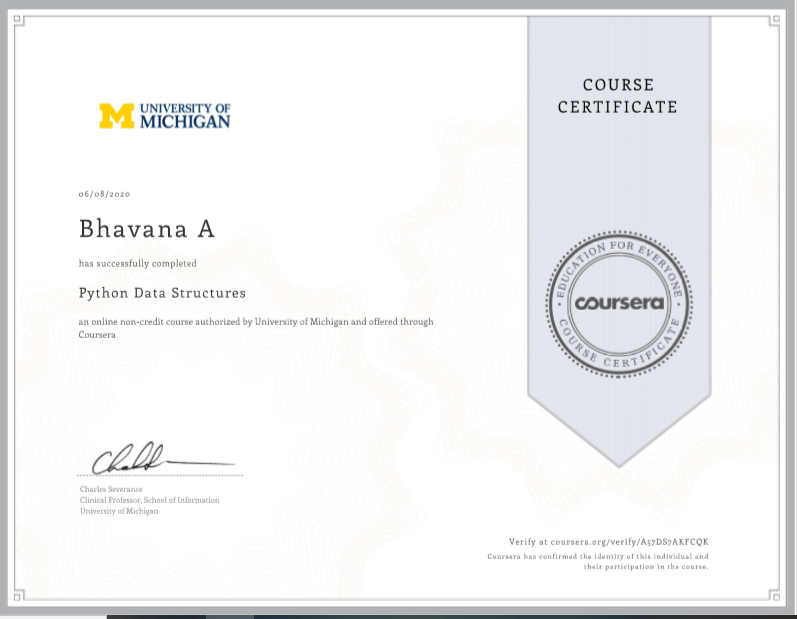 COURSE
CERTIFICATE
M UNIVERSITY OF
MICHIGAN
06/08/2020
Bhavana A
has successfully completed
Python Data Structures
an online non-credit course authorized by University of Michigan and offered through
Coursera
EDUCATION FOR EVERYONE
coursera
COURSE CERTIFICATE
Charles Severance
Clinical Professor, School of Information
University of Michigan
Verify at coursera.org/verify/A57DS7AKFCQK
Coursera has confirmed the identity of this individual and
their participation in the course.